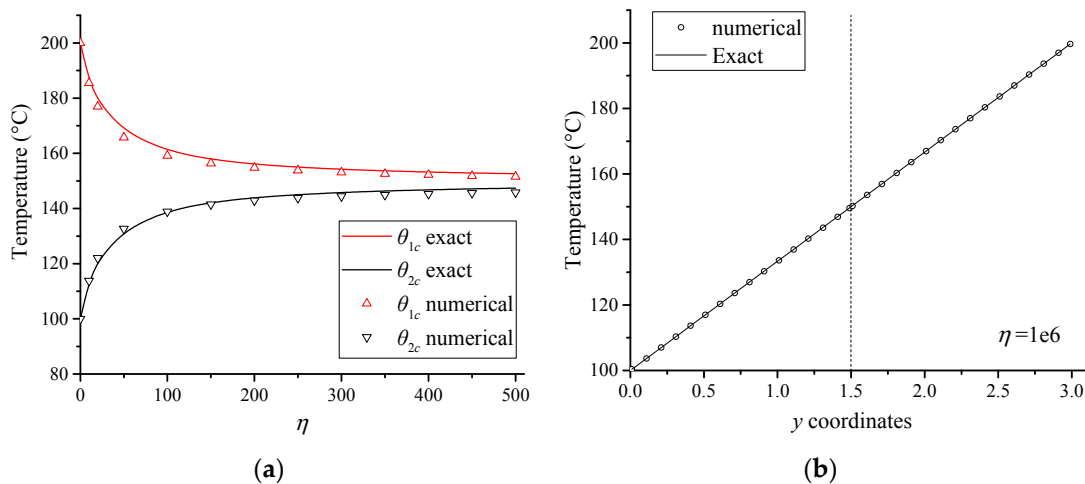 200
180
160
140
120
100
80
Temperature (°C)
θ1c exact
θ2c exact
θ1c numerical
θ2c numerical
0 100 200 300 400 500
η
(a)
numerical
Exact
200
180
160
140
120
100
Temperature (°C)
η =1e6
0.0 0.5 1.0 1.5 2.0 2.5 3.0
y coordinates
(b)